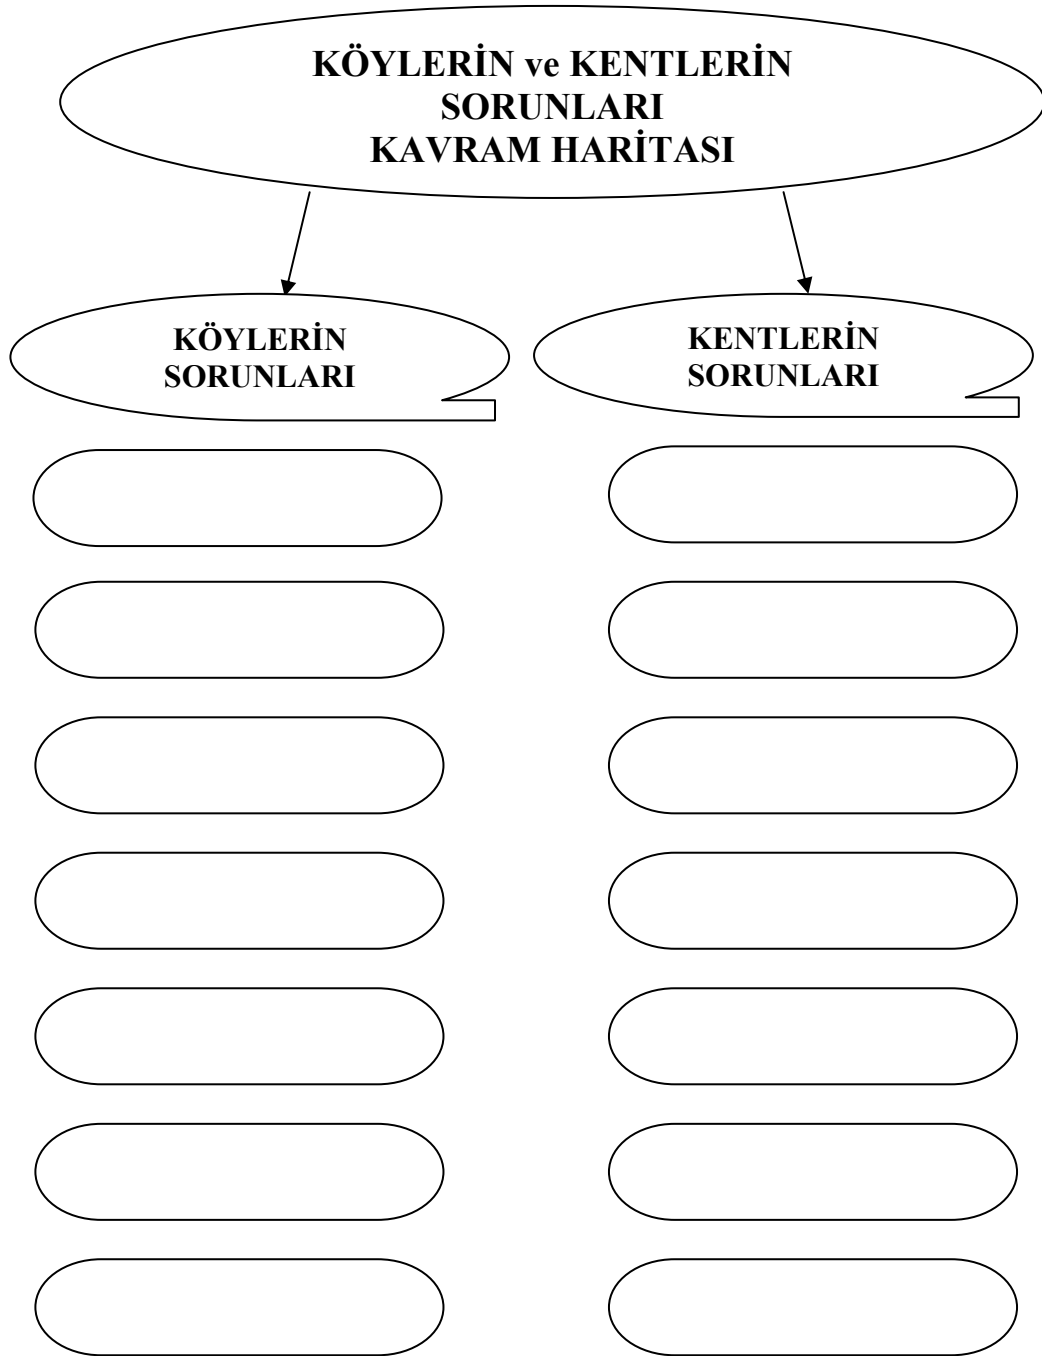 KÖYLERİN ve KENTLERİN
SORUNLARI
KAVRAM HARİTASI
KÖYLERİN
SORUNLARI
KENTLERİN
SORUNLARI